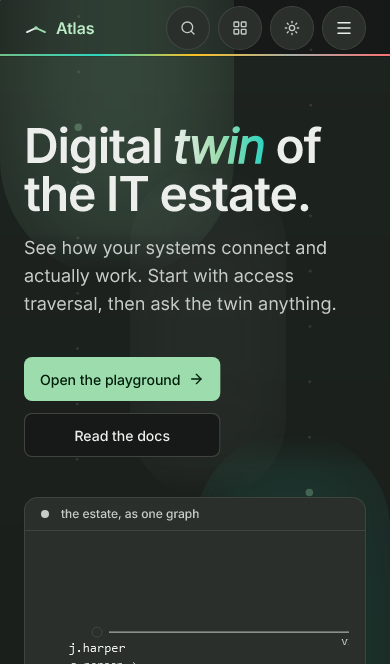 Atlas
Digital twin of
the IT estate.
See how your systems connect and
actually work. Start with access
traversal, then ask the twin anything.
Open the playground →
Read the docs
the estate, as one graph
v
j.harper